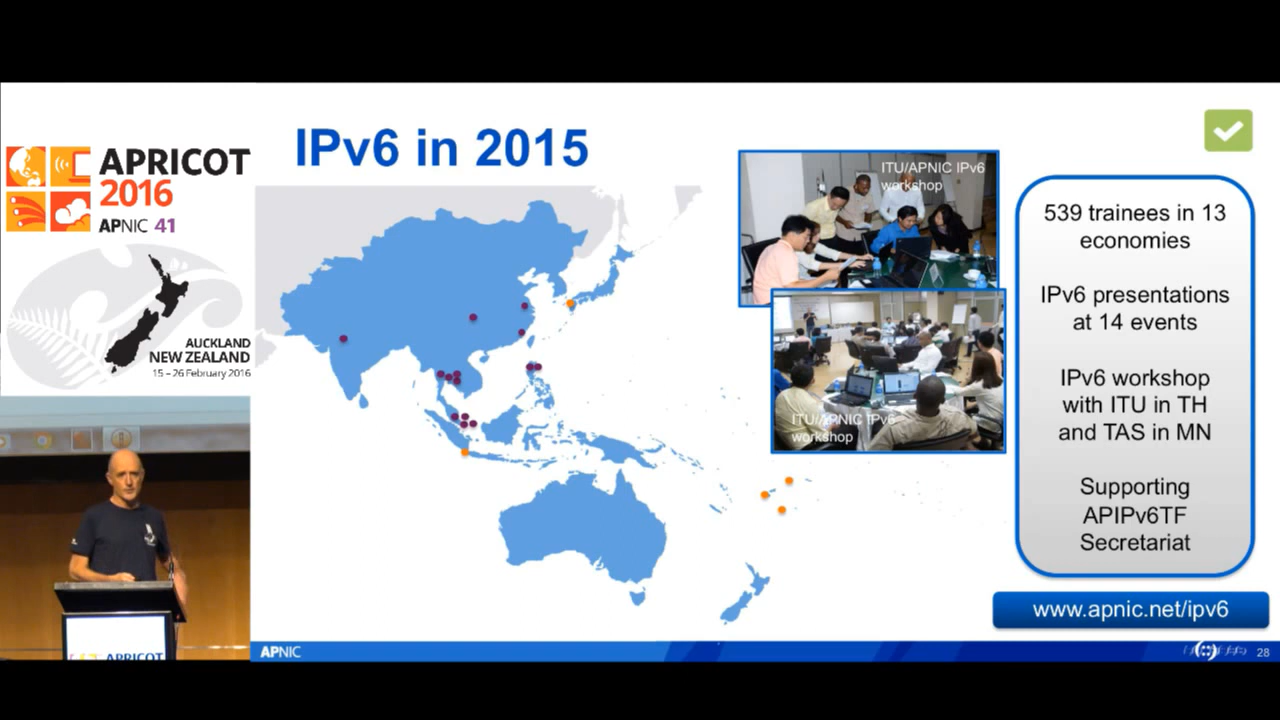 APRICOT
2016
APNIC 41
AUCKLAND
NEW ZEALAND
15 – 26 February 2016
APRICOT
IPv6 in 2015
ITU/APNIC IPv6
workshop
ITU/APNIC IPv6
workshop
539 trainees in 13
economies
IPv6 presentations
at 14 events
IPv6 workshop
with ITU in TH
and TAS in MN
Supporting
APIPv6TF
Secretariat
www.apnic.net/ipv6
APNIC
28